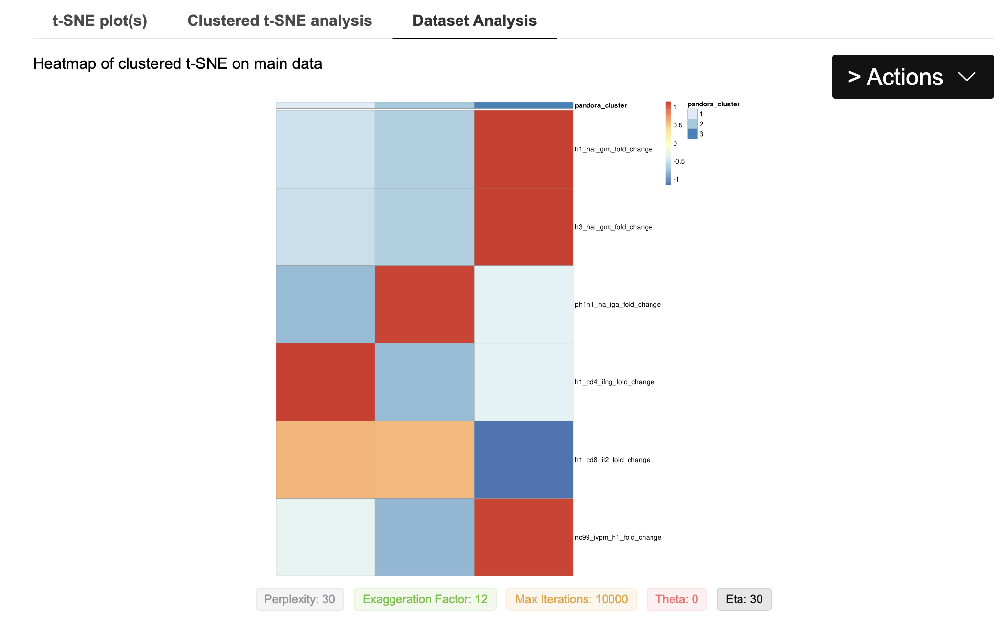 t-SNE plot(s)
Clustered t-SNE analysis
Dataset Analysis
Heatmap of clustered t-SNE on main data
> Actions
pandora_cluster
h1_hai_gmt_fold_change
h3_hai_gmt_fold_change
ph1n1_ha_iga_fold_change
h1_cd4_ifng_fold_change
h1_cd8_il2_fold_change
nc99_ivpm_h1_fold_change
1
0.5
0
-0.5
-1
pandora_cluster
1
2
3
Perplexity: 30
Exaggeration Factor: 12
Max Iterations: 10000
Theta: 0
Eta: 30